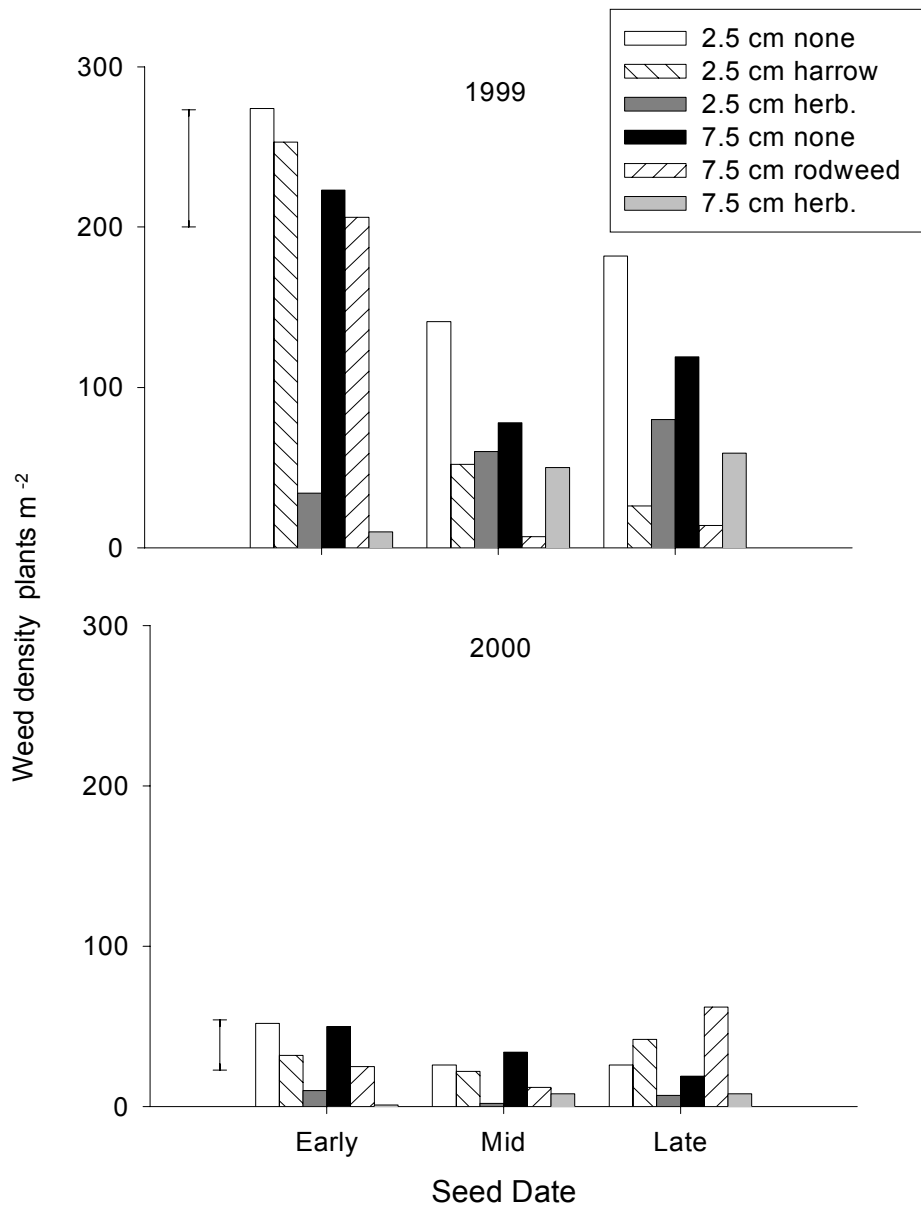 2.5 cm none
2.5 cm harrow
2.5 cm herb.
7.5 cm none
7.5 cm rodweed
7.5 cm herb.
1999
300
200
100
0
Weed density plants m -2
2000
300
200
100
0
Early Mid Late
Seed Date